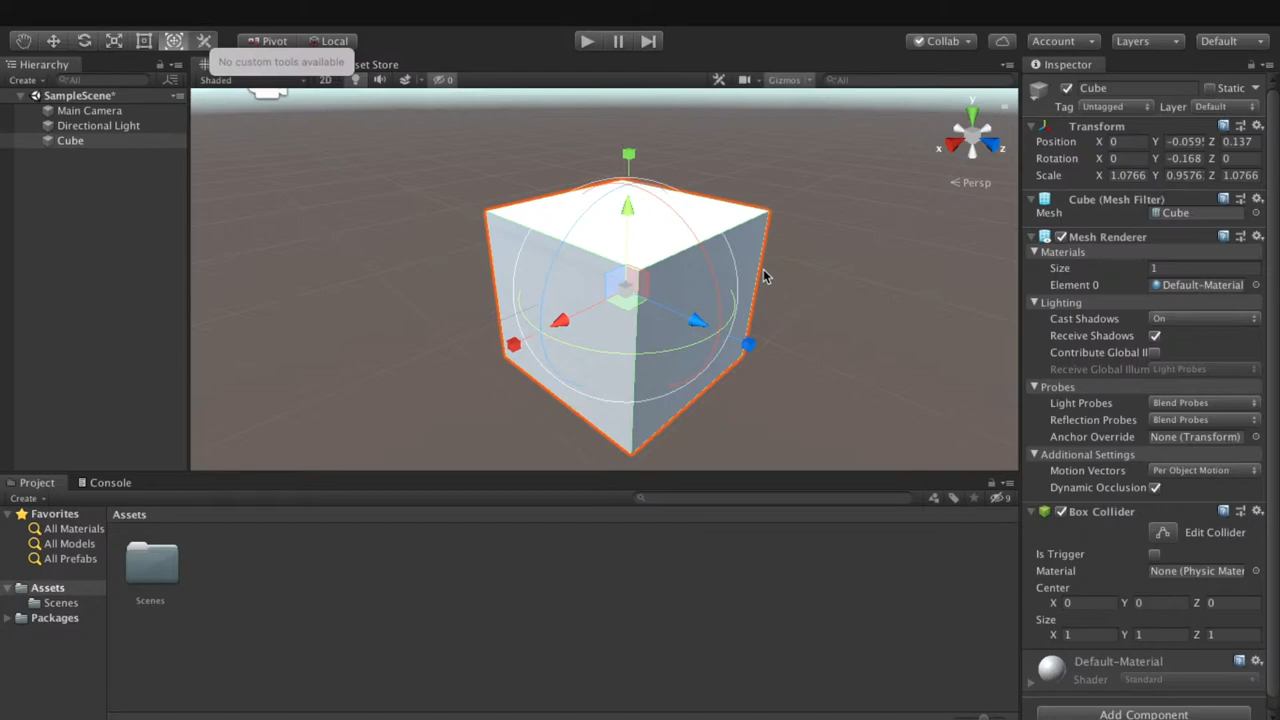 Pivot Local Collab Account Layers Default
No custom tools available
Hierarchy
set Store
Inspector
Create All
Shaded 2D 0 Gizmos All
SampleScene*
Main Camera
Directional Light
Cube
y
x
z
Persp
Cube Static
Tag Untagged Layer Default
Transform
Position X 0 Y -0.059 Z 0.137
Rotation X 0 Y -0.168 Z 0
Scale X 1.0766 Y 0.9576 Z 1.0766
Cube (Mesh Filter)
Mesh Cube
Mesh Renderer
Materials
Size 1
Element 0 Default-Material
Lighting
Cast Shadows On
Receive Shadows
Contribute Global Il
Receive Global Illum Light Probes
Probes
Light Probes Blend Probes
Reflection Probes Blend Probes
Anchor Override None (Transform)
Additional Settings
Motion Vectors Per Object Motion
Dynamic Occlusion
Box Collider
Edit Collider
Is Trigger
Material None (Physic Mater
Center
X 0 Y 0 Z 0
Size
X 1 Y 1 Z 1
Default-Material
Shader Standard
Add Component
Project Console
Create 9
Favorites
All Materials
All Models
All Prefabs
Assets
Scenes
Packages
Assets
Scenes